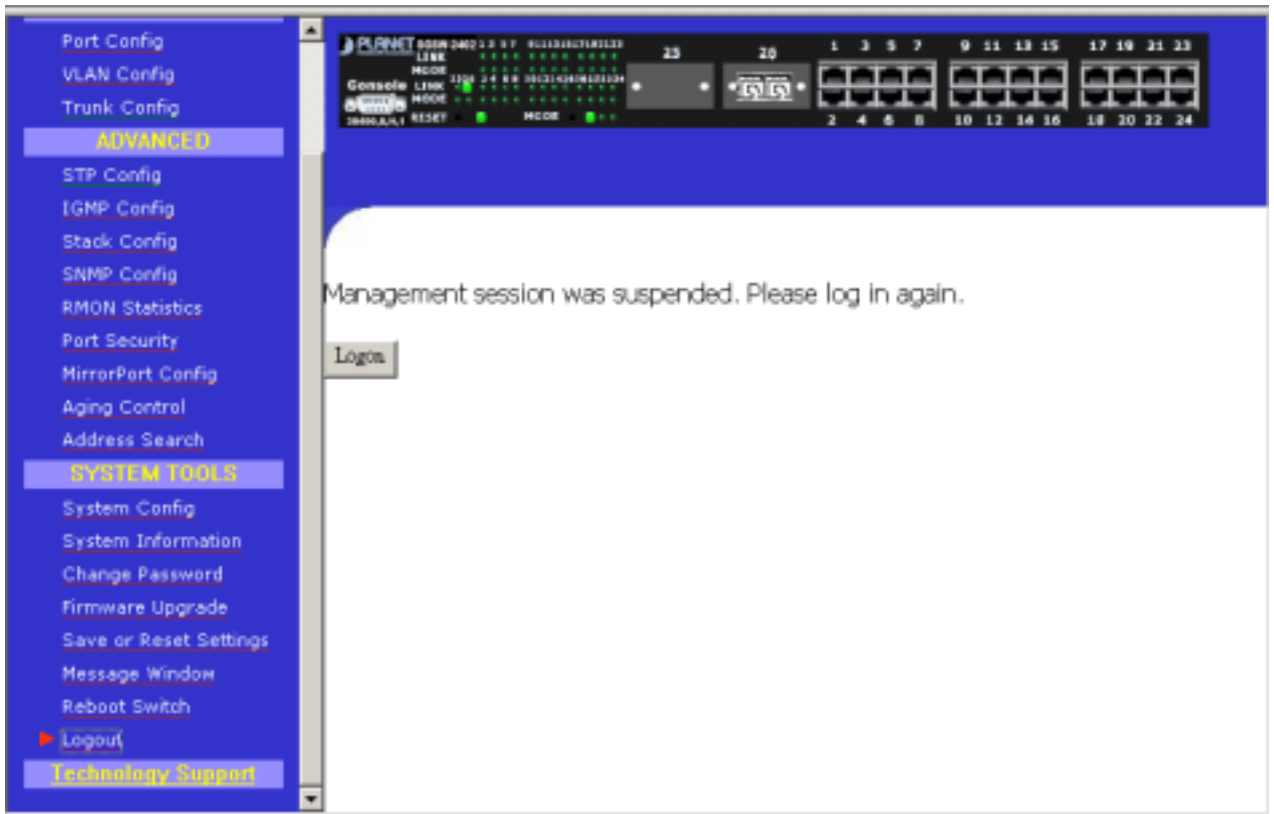 Port Config
VLAN Config
Trunk Config
ADVANCED
STP Config
IGMP Config
Stack Config
SNMP Config
RMON Statistics
Port Security
MirrorPort Config
Aging Control
Address Search
SYSTEM TOOLS
System Config
System Information
Change Password
Firmware Upgrade
Save or Reset Settings
Message Window
Reboot Switch
Logout
Technology Support
PLANET
LINK
MODE
Console LINK
MODE
RESET MODE
25 26
1 3 5 7 9 11 13 15 17 19 21 23
2 4 6 8 10 12 14 16 18 20 22 24
Management session was suspended. Please log in again.
Logon